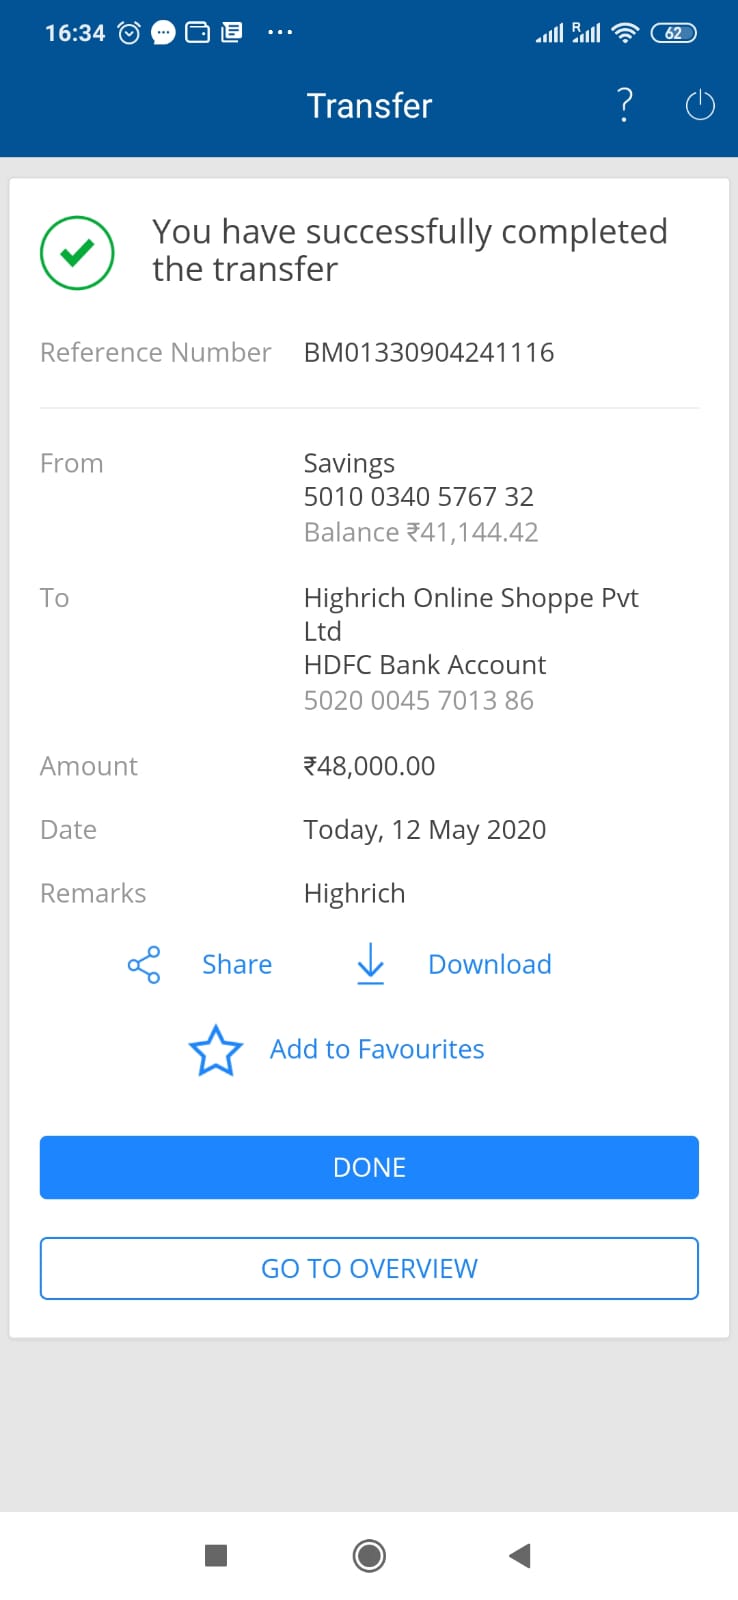 16:34
R
62
Transfer
?
You have successfully completed
the transfer
Reference Number BM01330904241116
From Savings
5010 0340 5767 32
Balance ₹41,144.42
To Highrich Online Shoppe Pvt
Ltd
HDFC Bank Account
5020 0045 7013 86
Amount ₹48,000.00
Date Today, 12 May 2020
Remarks Highrich
Share Download
Add to Favourites
DONE
GO TO OVERVIEW